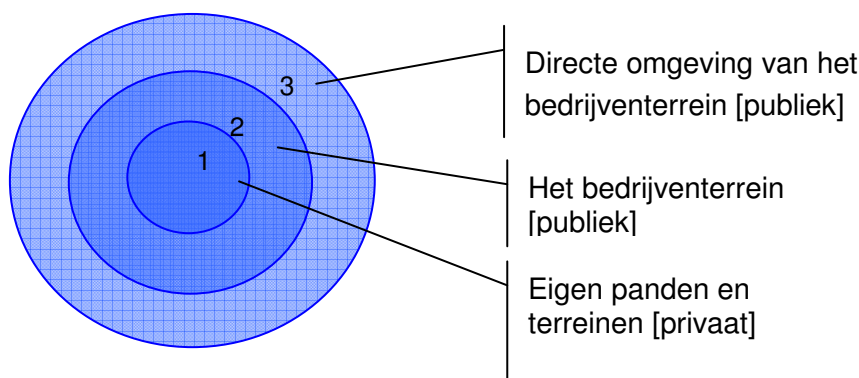 3
2
1
Directe omgeving van het
bedrijventerrein [publiek]
Het bedrijventerrein
[publiek]
Eigen panden en
terreinen [privaat]